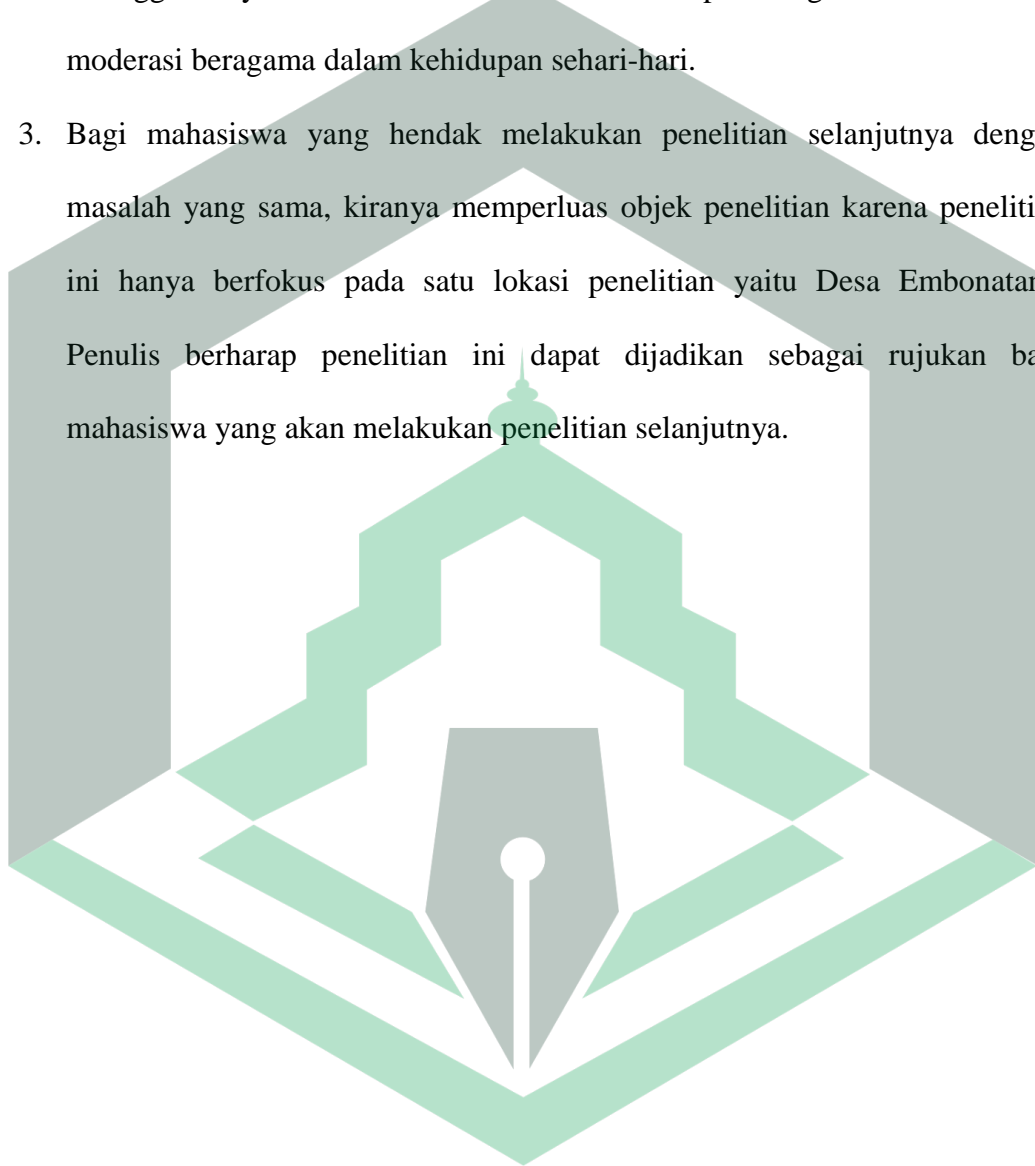 moderasi beragama dalam kehidupan sehari-hari.
3. Bagi mahasiswa yang hendak melakukan penelitian selanjutnya deng
masalah yang sama, kiranya memperluas objek penelitian karena peneliti
ini hanya berfokus pada satu lokasi penelitian yaitu Desa Embonatan
Penulis berharap penelitian ini dapat dijadikan sebagai rujukan ba
mahasiswa yang akan melakukan penelitian selanjutnya.